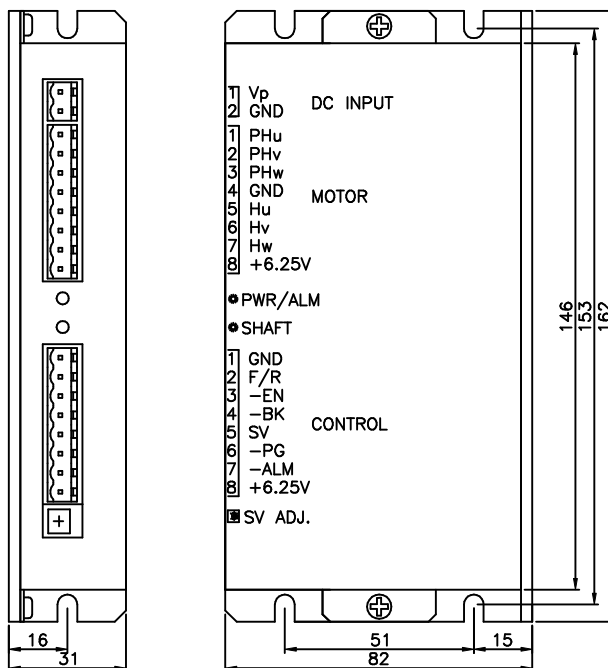 1 Vp
2 GND
DC INPUT
1 PHu
2 PHv
3 PHw
4 GND
5 Hu
6 Hv
7 Hw
8 +6.25V
MOTOR
PWR/ALM
SHAFT
1 GND
2 F/R
3 -EN
4 -BK
5 SV
6 -PG
7 -ALM
8 +6.25V
CONTROL
SV ADJ.
146
153
162
16
31
51
15
82